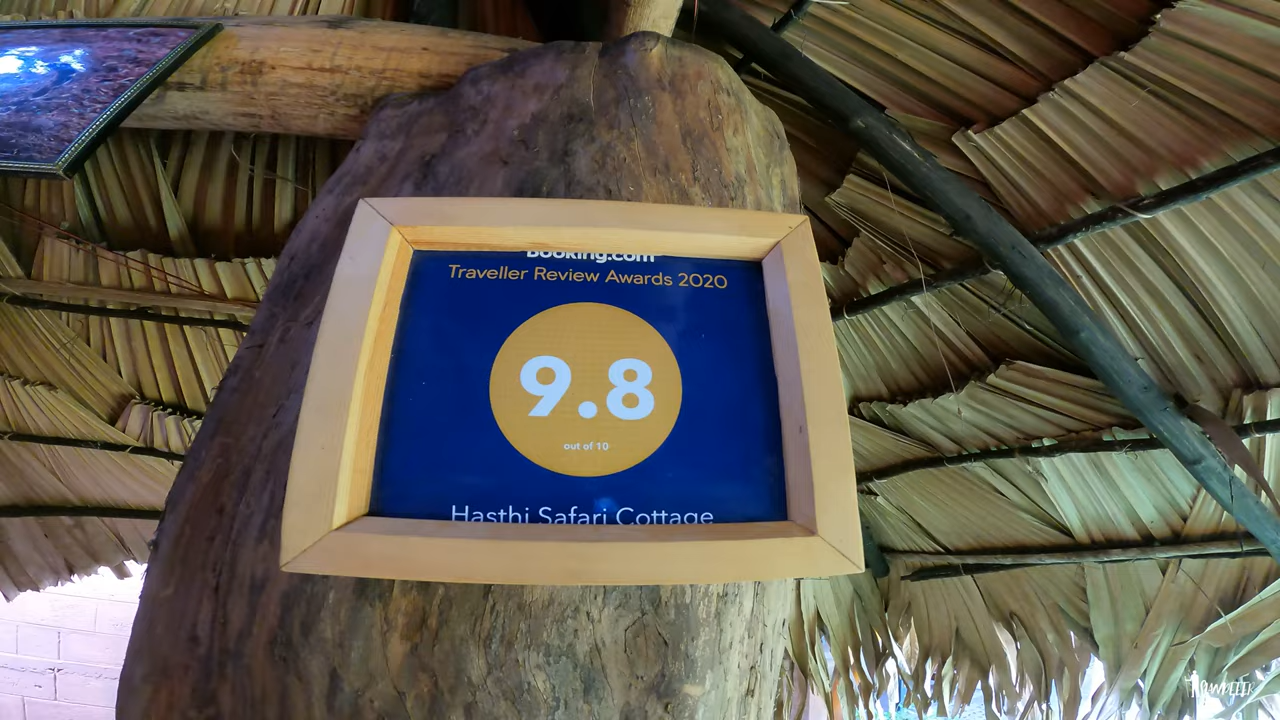 Booking.com
Traveller Review Awards 2020
9.8
out of 10
Hasthi Safari Cottage